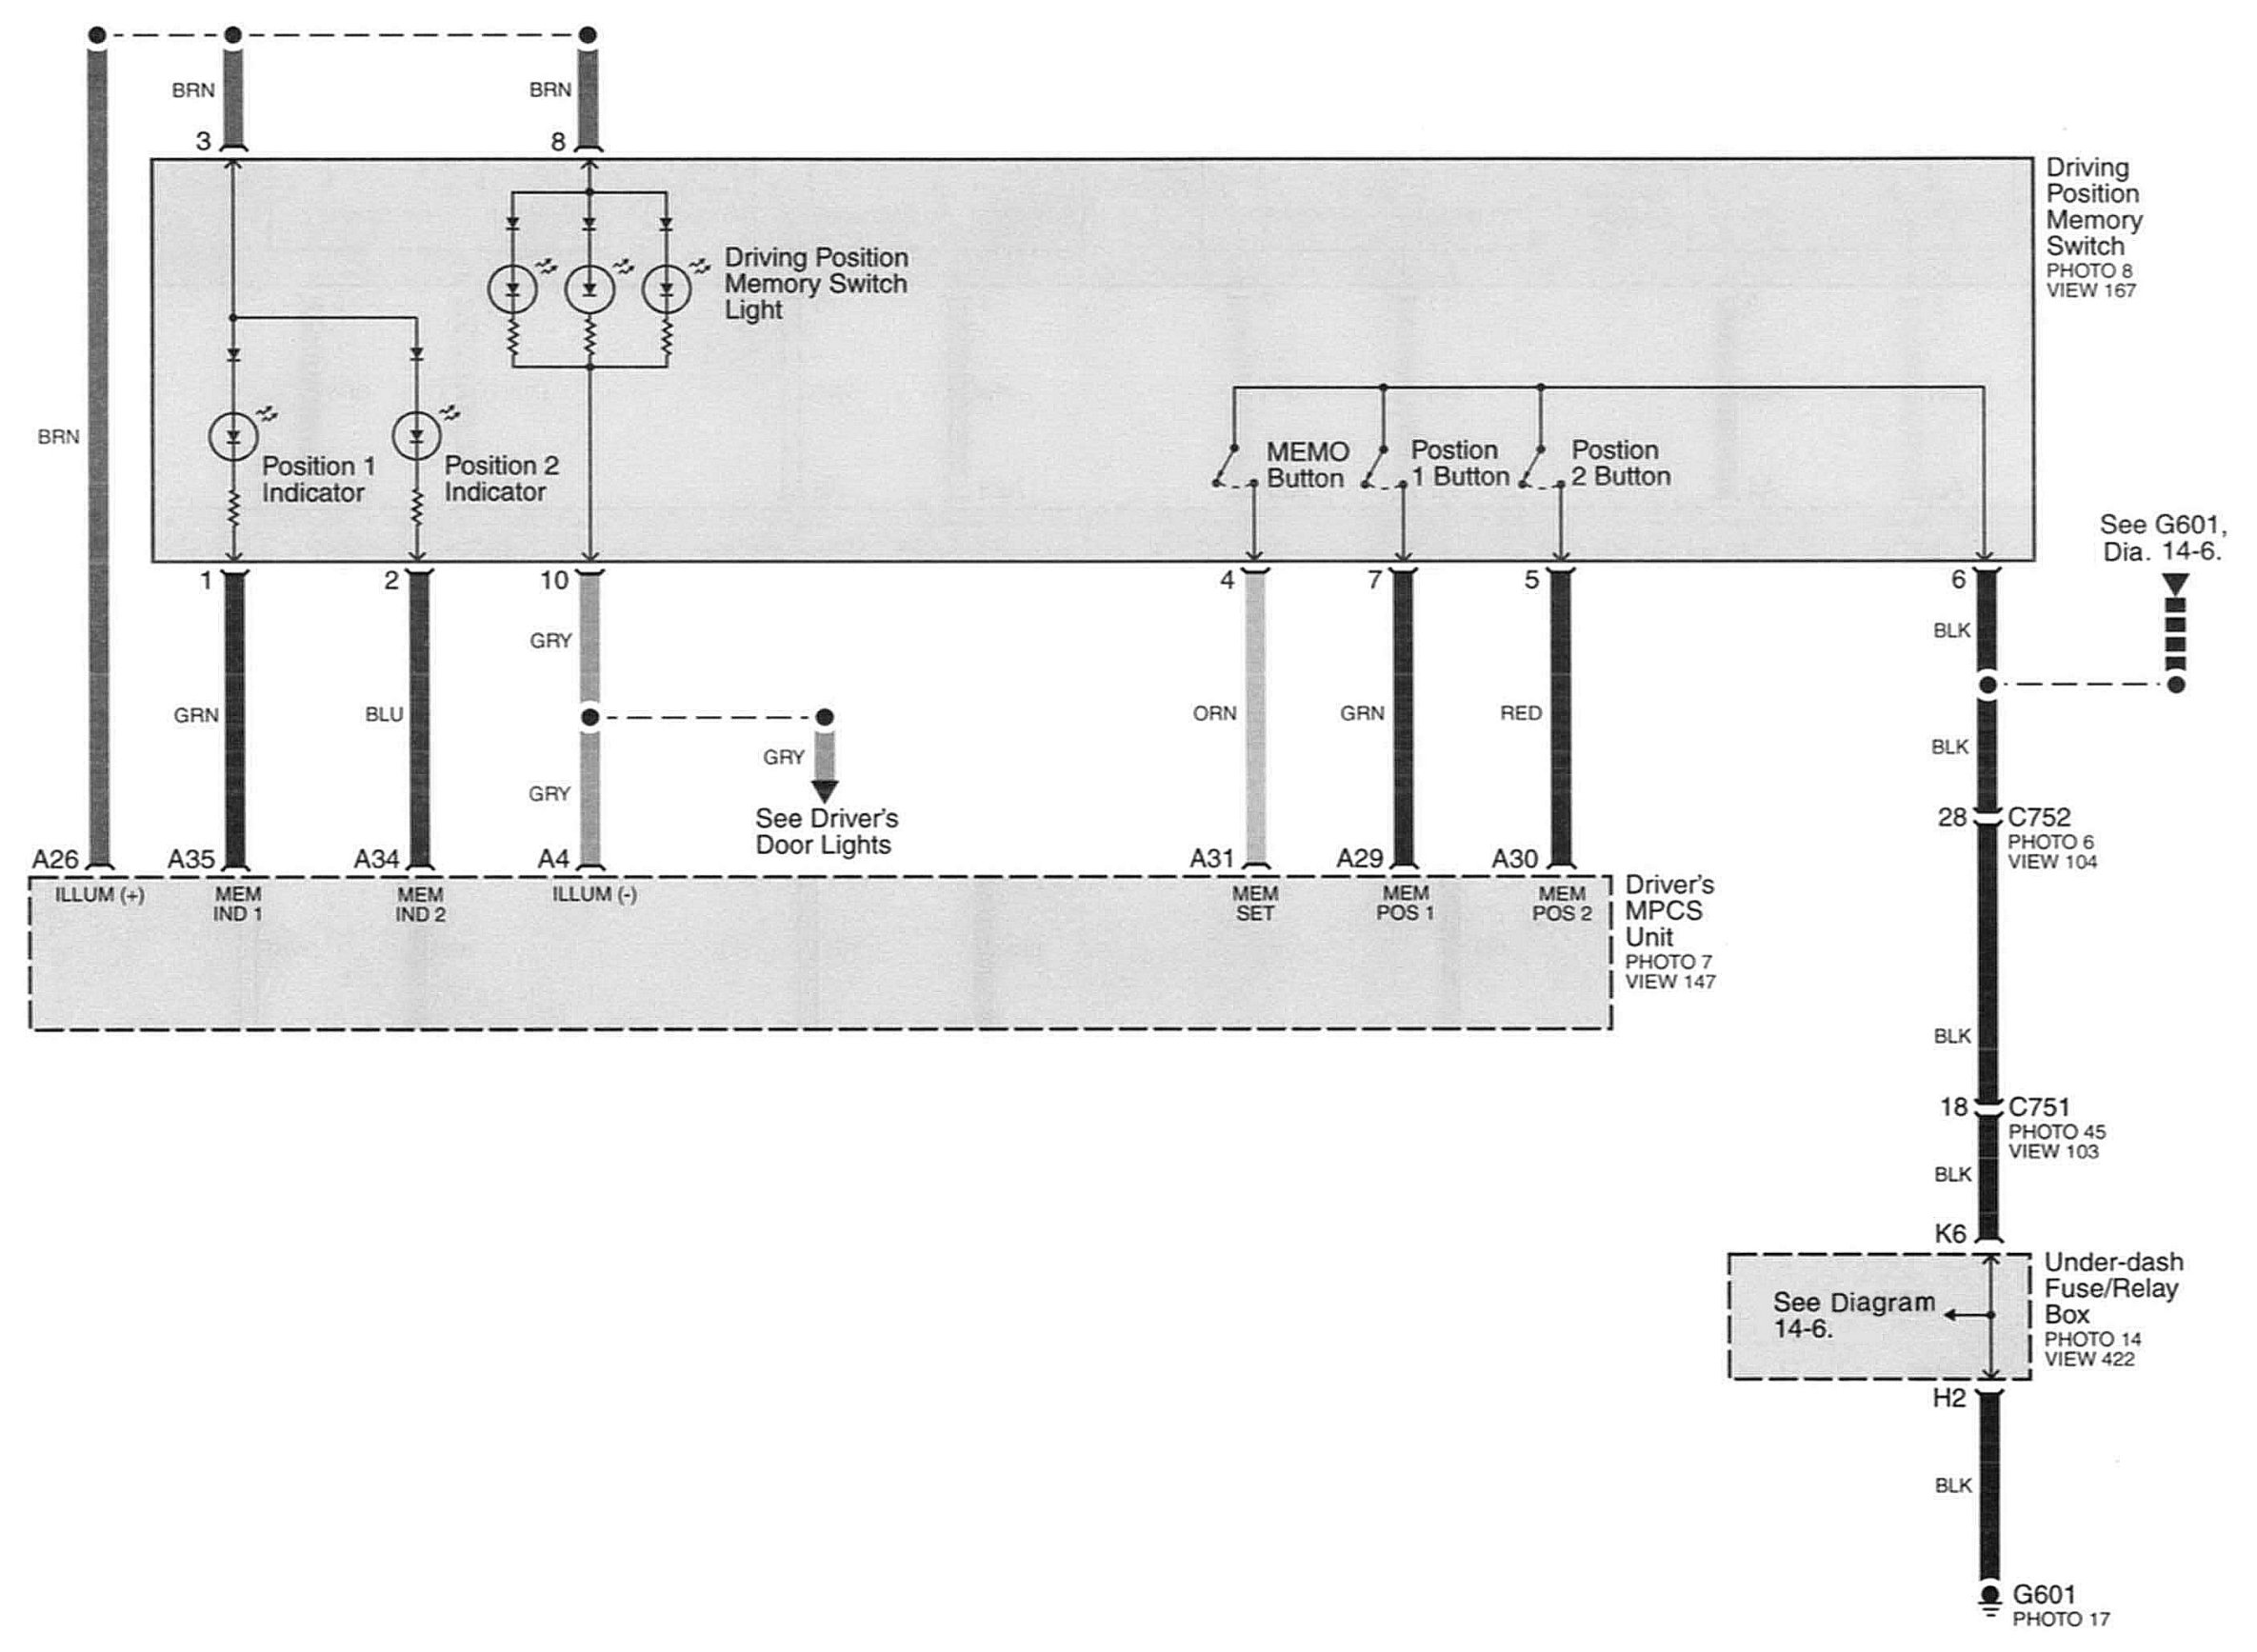 BRN
BRN
3
8
Driving
Position
Memory
Switch
PHOTO 8
VIEW 167
Driving Position
Memory Switch
Light
BRN
Position 1
Indicator
Position 2
Indicator
MEMO
Button
Postion
1 Button
Postion
2 Button
See G601,
Dia. 14-6.
1
2
10
4
7
5
6
GRY
BLK
GRN
BLU
ORN
GRN
RED
GRY
BLK
GRY
See Driver's
Door Lights
28
C752
PHOTO 6
VIEW 104
A26
A35
A34
A4
A31
A29
A30
ILLUM (+)
MEM
IND 1
MEM
IND 2
ILLUM (-)
MEM
SET
MEM
POS 1
MEM
POS 2
Driver's
MPCS
Unit
PHOTO 7
VIEW 147
BLK
18
C751
PHOTO 45
VIEW 103
BLK
K6
See Diagram
14-6.
Under-dash
Fuse/Relay
Box
PHOTO 14
VIEW 422
H2
BLK
G601
PHOTO 17